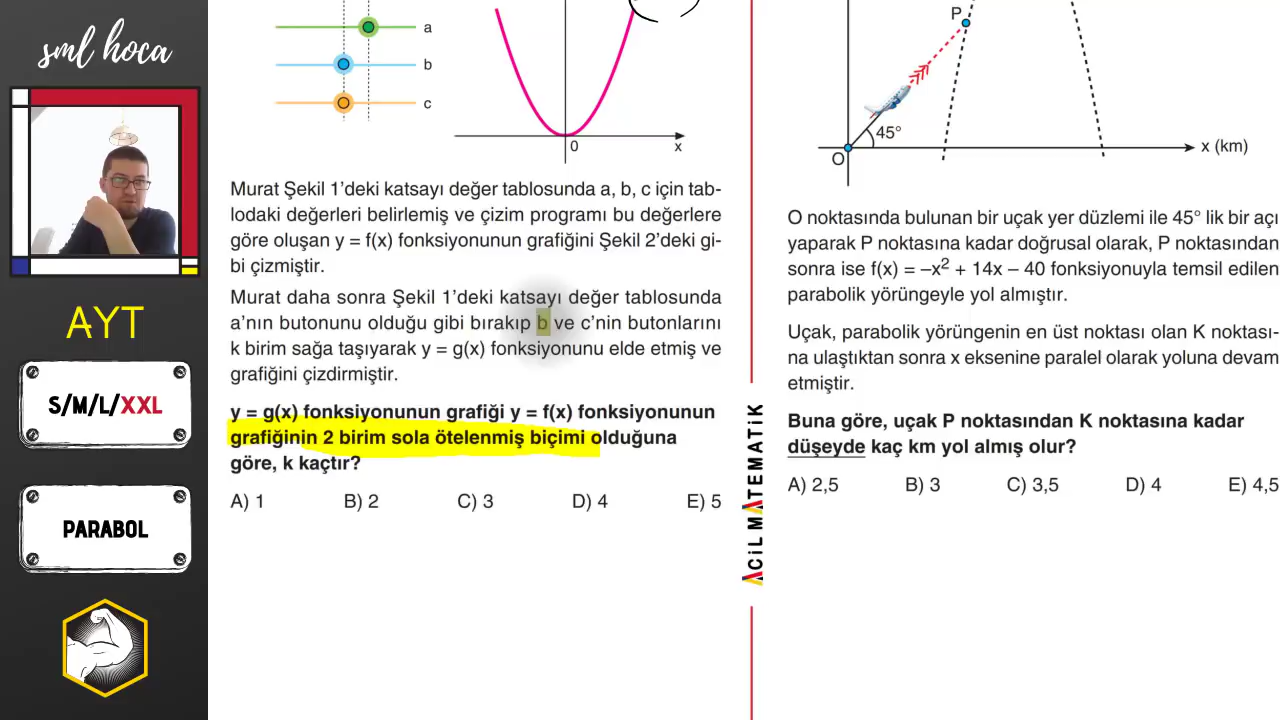 sml hoca
AYT
S/M/L/XXL
PARABOL
a
b
c
0
x
Murat Şekil 1’deki katsayı değer tablosunda a, b, c için tab-
lodaki değerleri belirlemiş ve çizim programı bu değerlere
göre oluşan y = f(x) fonksiyonunun grafiğini Şekil 2’deki gi-
bi çizmiştir.
Murat daha sonra Şekil 1’deki katsayı değer tablosunda
a’nın butonunu olduğu gibi bırakıp b ve c’nin butonlarını
k birim sağa taşıyarak y = g(x) fonksiyonunu elde etmiş ve
grafiğini çizdirmiştir.
y = g(x) fonksiyonunun grafiği y = f(x) fonksiyonunun
grafiğinin 2 birim sola ötelenmiş biçimi olduğuna
göre, k kaçtır?
A) 1 B) 2 C) 3 D) 4 E) 5
ACiL MATEMATiK
P
45°
O
x (km)
O noktasında bulunan bir uçak yer düzlemi ile 45° lik bir açı
yaparak P noktasına kadar doğrusal olarak, P noktasından
sonra ise f(x) = –x² + 14x – 40 fonksiyonuyla temsil edilen
parabolik yörüngeyle yol almıştır.
Uçak, parabolik yörüngenin en üst noktası olan K noktası-
na ulaştıktan sonra x eksenine paralel olarak yoluna devam
etmiştir.
Buna göre, uçak P noktasından K noktasına kadar
düşeyde kaç km yol almış olur?
A) 2,5 B) 3 C) 3,5 D) 4 E) 4,5